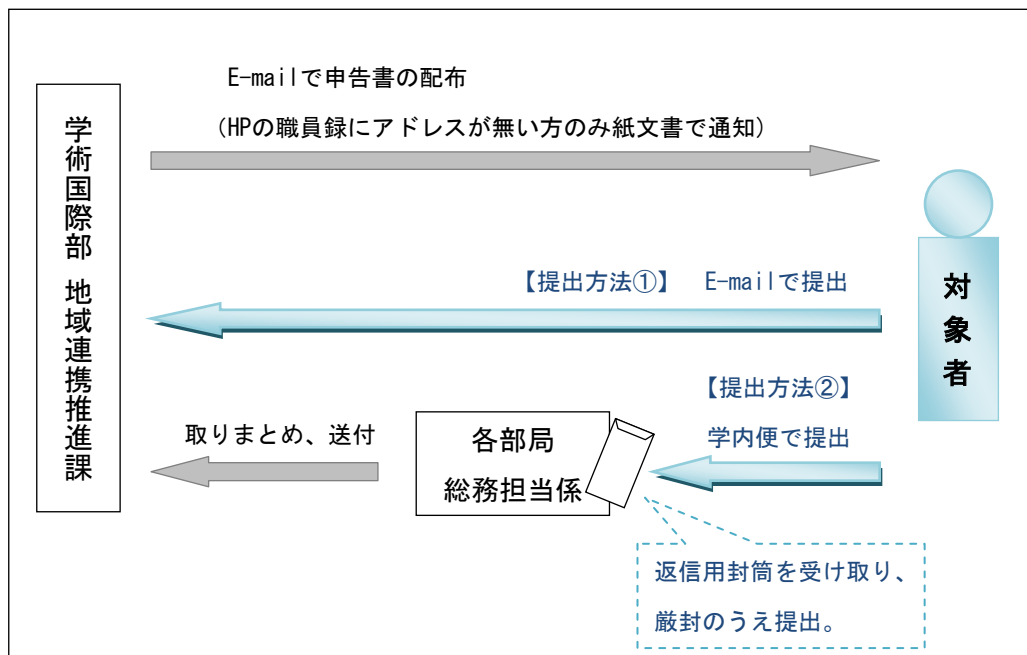 E-mailで申告書の配布
(HPの職員録にアドレスが無い方のみ紙文書で通知)
学術国際部 地域連携推進課
対象者
【提出方法①】 E-mailで提出
【提出方法②】
学内便で提出
各部局
総務担当係
取りまとめ、送付
返信用封筒を受け取り、
厳封のうえ提出。